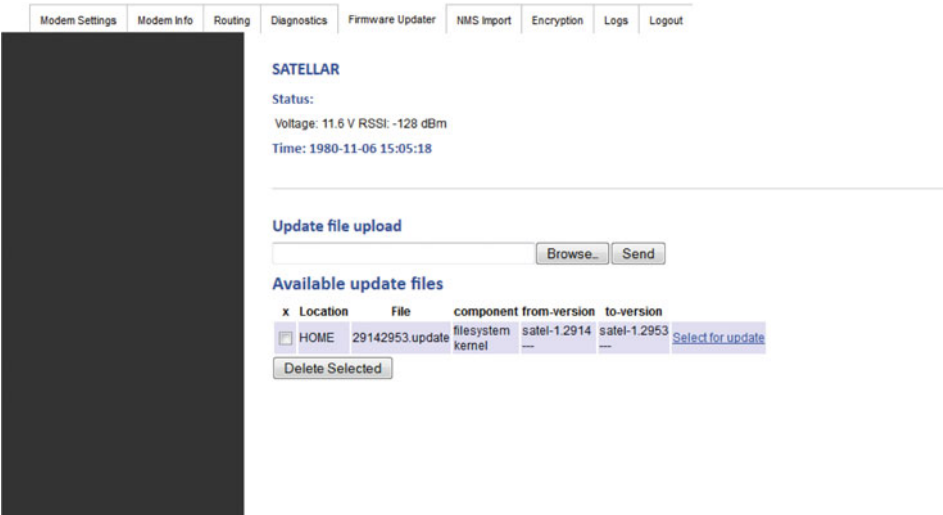 Modem Settings Modem Info Routing Diagnostics Firmware Updater NMS Import Encryption Logs Logout
SATELLAR
Status:
Voltage: 11.6 V RSSI: -128 dBm
Time: 1980-11-06 15:05:18
Update file upload
Browse... Send
Available update files
x Location File component from-version to-version
HOME 29142953.update filesystem satel-1.2914 satel-1.2953 Select for update
kernel --- ---
Delete Selected